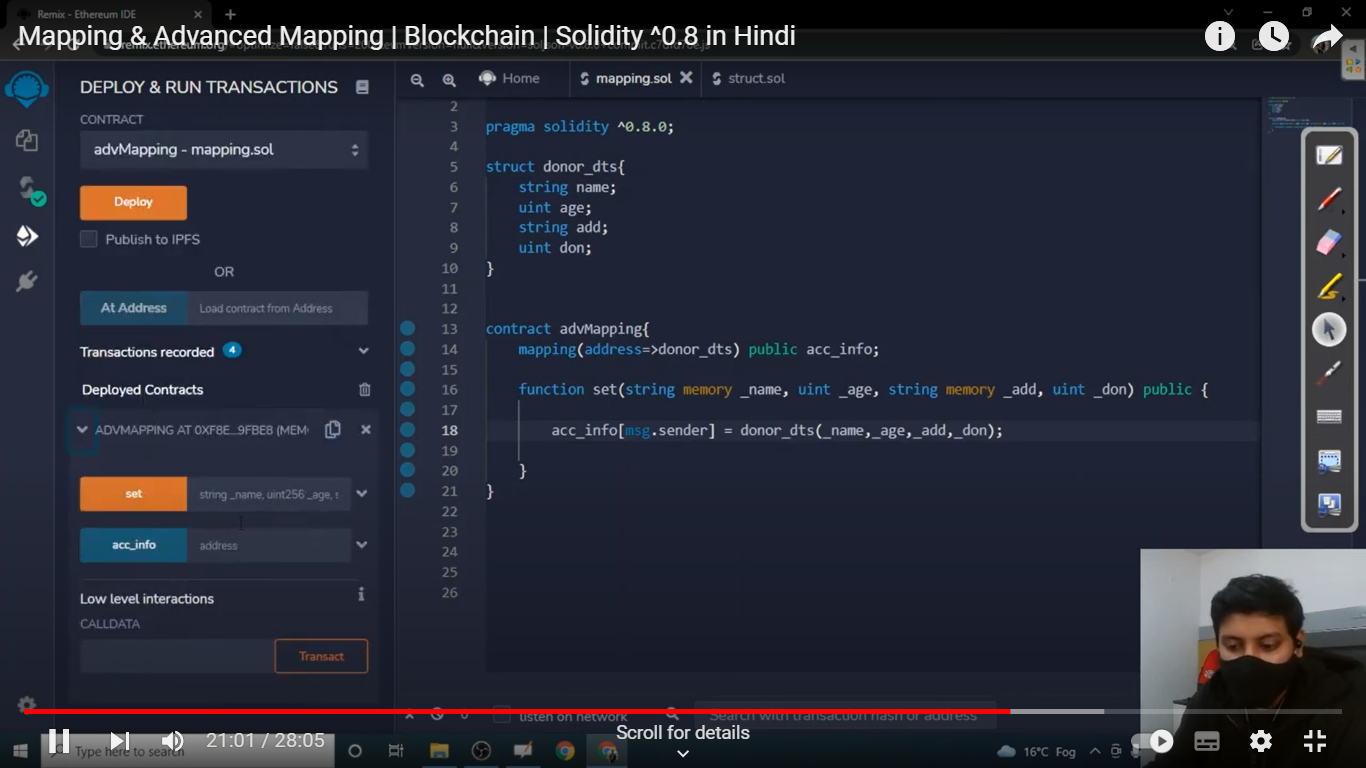 Remix - Ethereum IDE
Mapping & Advanced Mapping | Blockchain | Solidity ^0.8 in Hindi
DEPLOY & RUN TRANSACTIONS
Home
mapping.sol
struct.sol
CONTRACT
advMapping - mapping.sol
Deploy
Publish to IPFS
OR
At Address
Load contract from Address
Transactions recorded 4
Deployed Contracts
ADVMAPPING AT 0XF8E...9FBE8 (MEM
set
string _name, uint256 _age, s
acc_info
address
Low level interactions
i
CALLDATA
Transact
2
3 pragma solidity ^0.8.0;
4
5 struct donor_dts{
6 string name;
7 uint age;
8 string add;
9 uint don;
10 }
11
12
13 contract advMapping{
14 mapping(address=>donor_dts) public acc_info;
15
16 function set(string memory _name, uint _age, string memory _add, uint _don) public {
17
18 acc_info[msg.sender] = donor_dts(_name,_age,_add,_don);
19
20 }
21 }
22
23
24
25
26
0
listen on network
Search with transaction hash or address
21:01 / 28:05
Scroll for details
Type here to search
16°C Fog